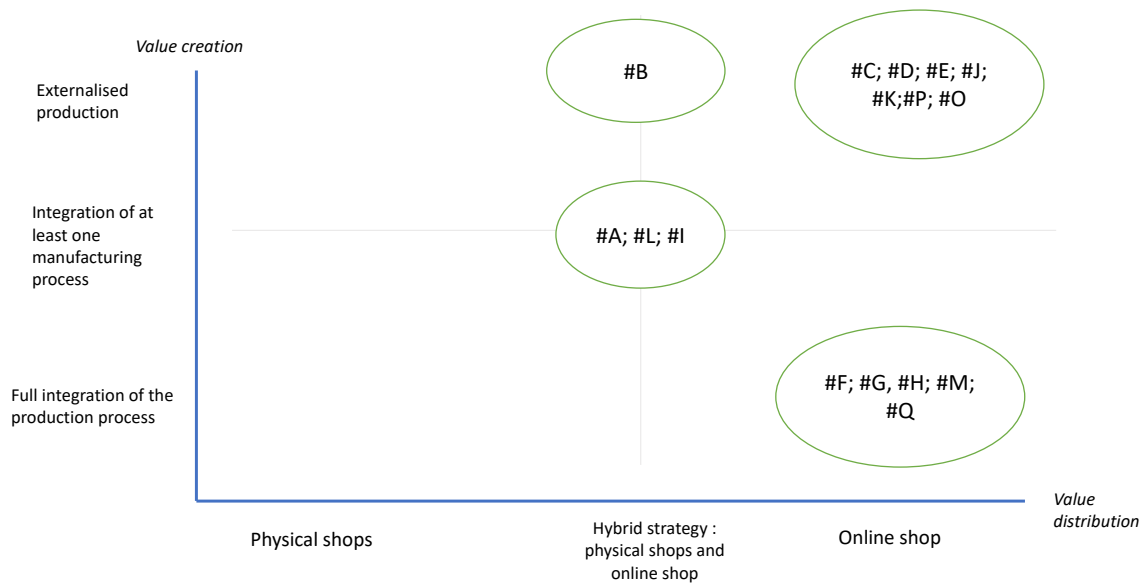 Value creation
Externalised
production
#B
#C; #D; #E; #J;
#K;#P; #O
Integration of at
least one
manufacturing
process
#A; #L; #I
Full integration of the
production process
#F; #G, #H; #M;
#Q
Physical shops
Hybrid strategy :
physical shops and
online shop
Online shop
Value
distribution